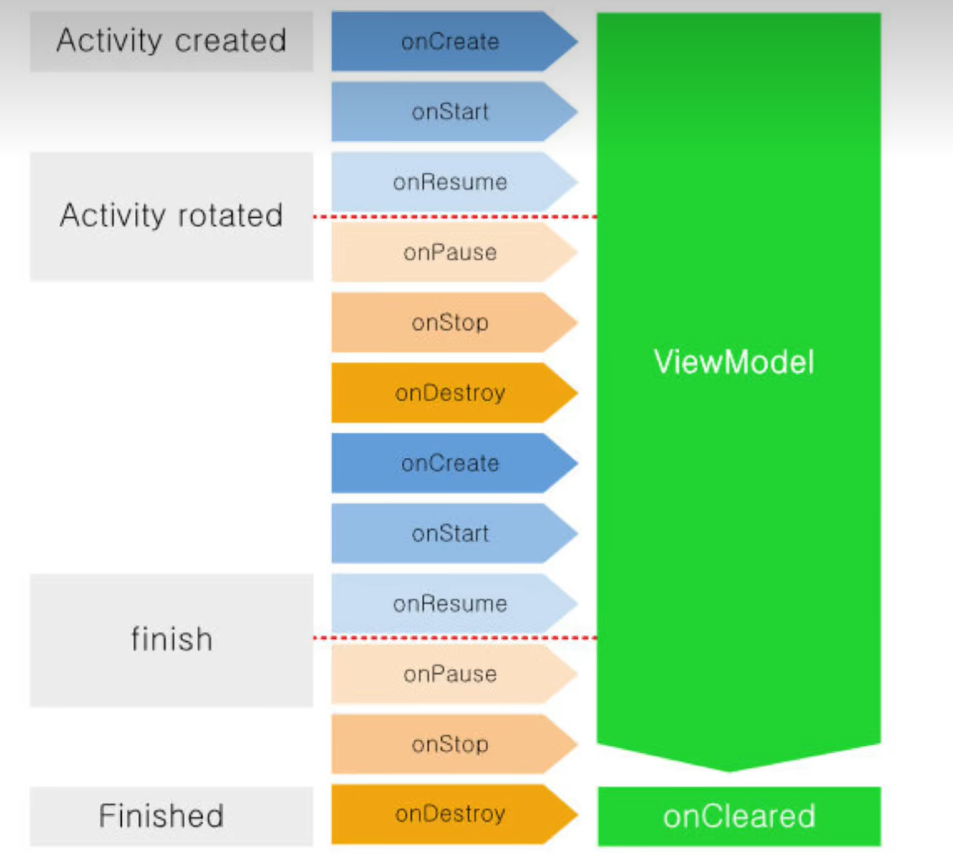 Activity created
onCreate
onStart
onResume
Activity rotated
onPause
onStop
onDestroy
ViewModel
onCreate
onStart
onResume
finish
onPause
onStop
Finished
onDestroy
onCleared